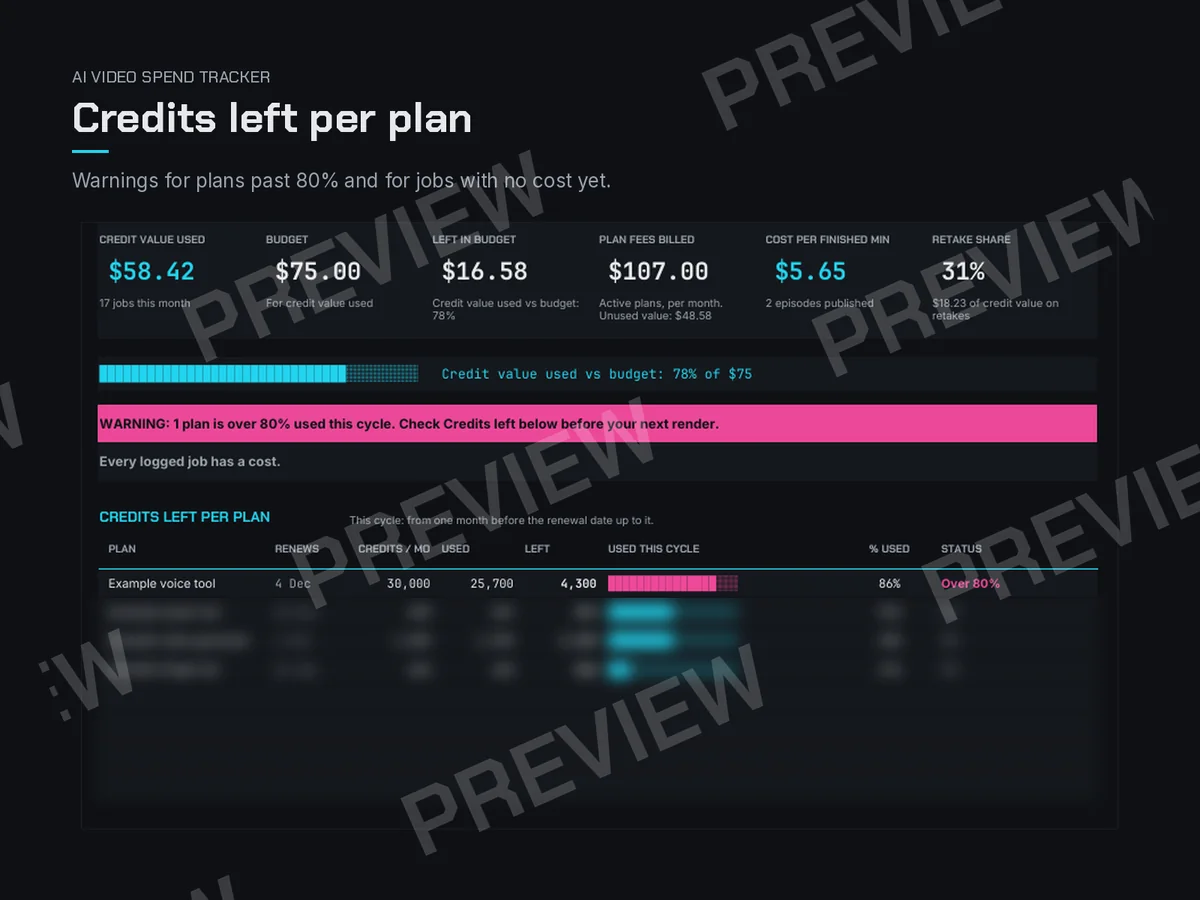 AI VIDEO SPEND TRACKER
Credits left per plan
Warnings for plans past 80% and for jobs with no cost yet.
CREDIT VALUE USED
$58.42
17 jobs this month
BUDGET
$75.00
For credit value used
LEFT IN BUDGET
$16.58
Credit value used vs budget:
78%
PLAN FEES BILLED
$107.00
Active plans, per month.
Unused value: $48.58
COST PER FINISHED MIN
$5.65
2 episodes published
RETAKE SHARE
31%
$18.23 of credit value on
retakes
Credit value used vs budget: 78% of $75
WARNING: 1 plan is over 80% used this cycle. Check Credits left below before your next render.
Every logged job has a cost.
CREDITS LEFT PER PLAN
This cycle: from one month before the renewal date up to it.
PLAN RENEWS CREDITS / MO USED LEFT USED THIS CYCLE % USED STATUS
Example voice tool 4 Dec 30,000 25,700 4,300 86% Over 80%
PREVIEW
PREVIEW
PREVIEW
PREVIEW
PREVIEW
PREVIEW